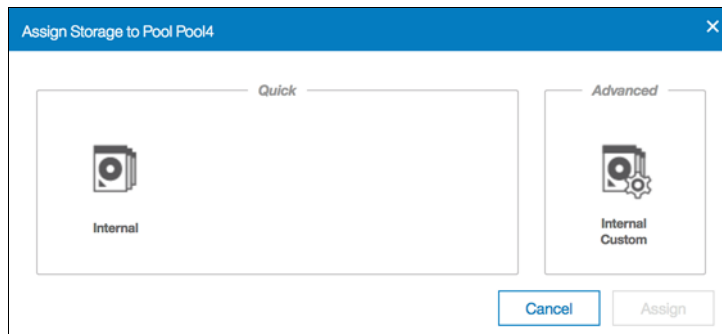 Assign Storage to Pool Pool4
Quick
Advanced
Internal
Internal
Custom
Cancel
Assign